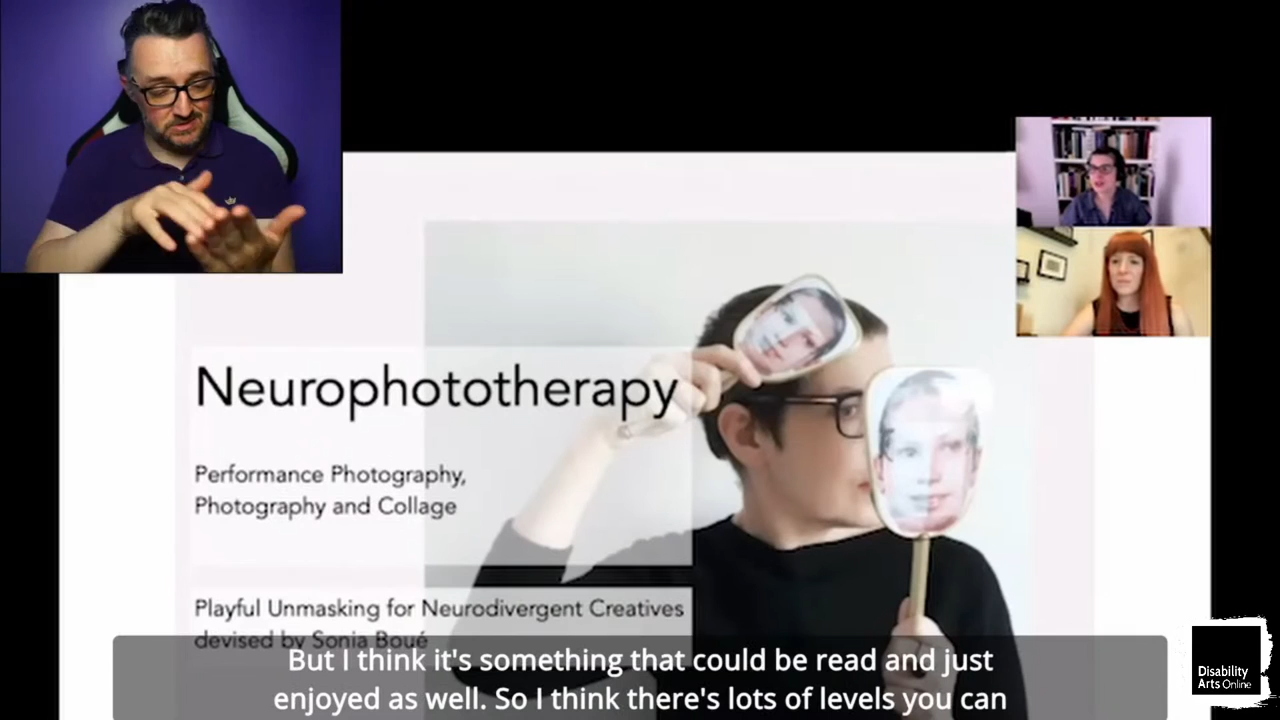 Neurophototherapy
Performance Photography,
Photography and Collage
Playful Unmasking for Neurodivergent Creatives
devised by Sonia Boué
But I think it's something that could be read and just
enjoyed as well. So I think there's lots of levels you can
Disability
Arts Online